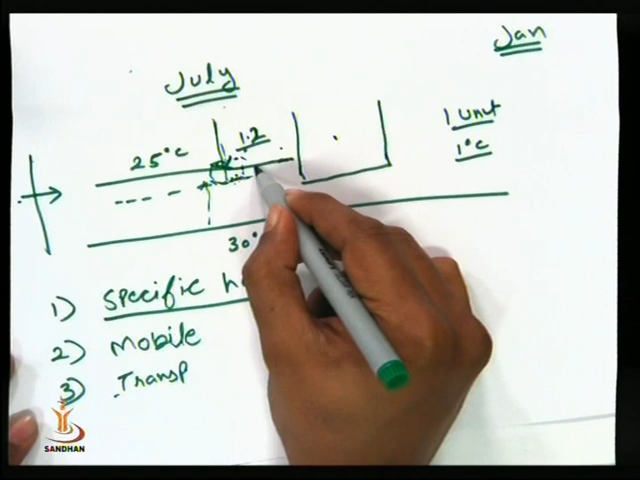 Jan
July
1 unit
1°C
1.2
25°C
30°
1) Specific h
2) Mobile
3) Transp
SANDHAN